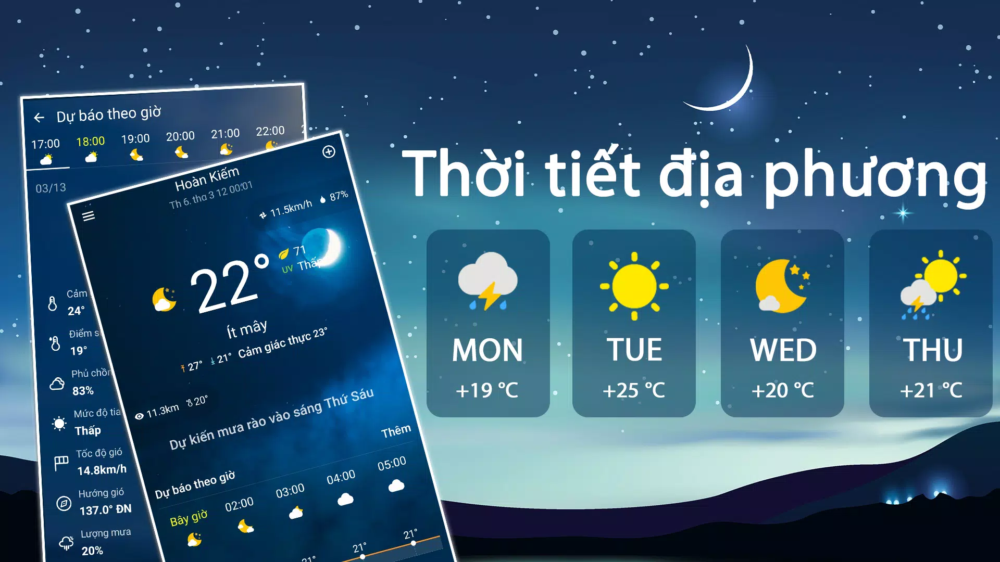 Dự báo theo giờ
17:00 18:00 19:00 20:00 21:00 22:00
03/13
Cảm
24°
Điểm s
19°
Phủ
83%
Mức độ tia
Thấp
Tốc độ gió
14.8km/h
Hướng gió
137.0° ĐN
Lượng mưa
20%
Hoàn Kiếm
Th 6, thg 3 12 00:01
11.5km/h 87%
22°
71
UV Thấp
Ít mây
27° 21° Cảm giác thực 23°
11.3km 20°
Dự kiến mưa rào vào sáng Thứ Sáu
Thêm
Dự báo theo giờ
Bây giờ 02:00 03:00 04:00 05:00
21° 21° 21°
Thời tiết địa phương
MON TUE WED THU
+19 °C +25 °C +20 °C +21 °C